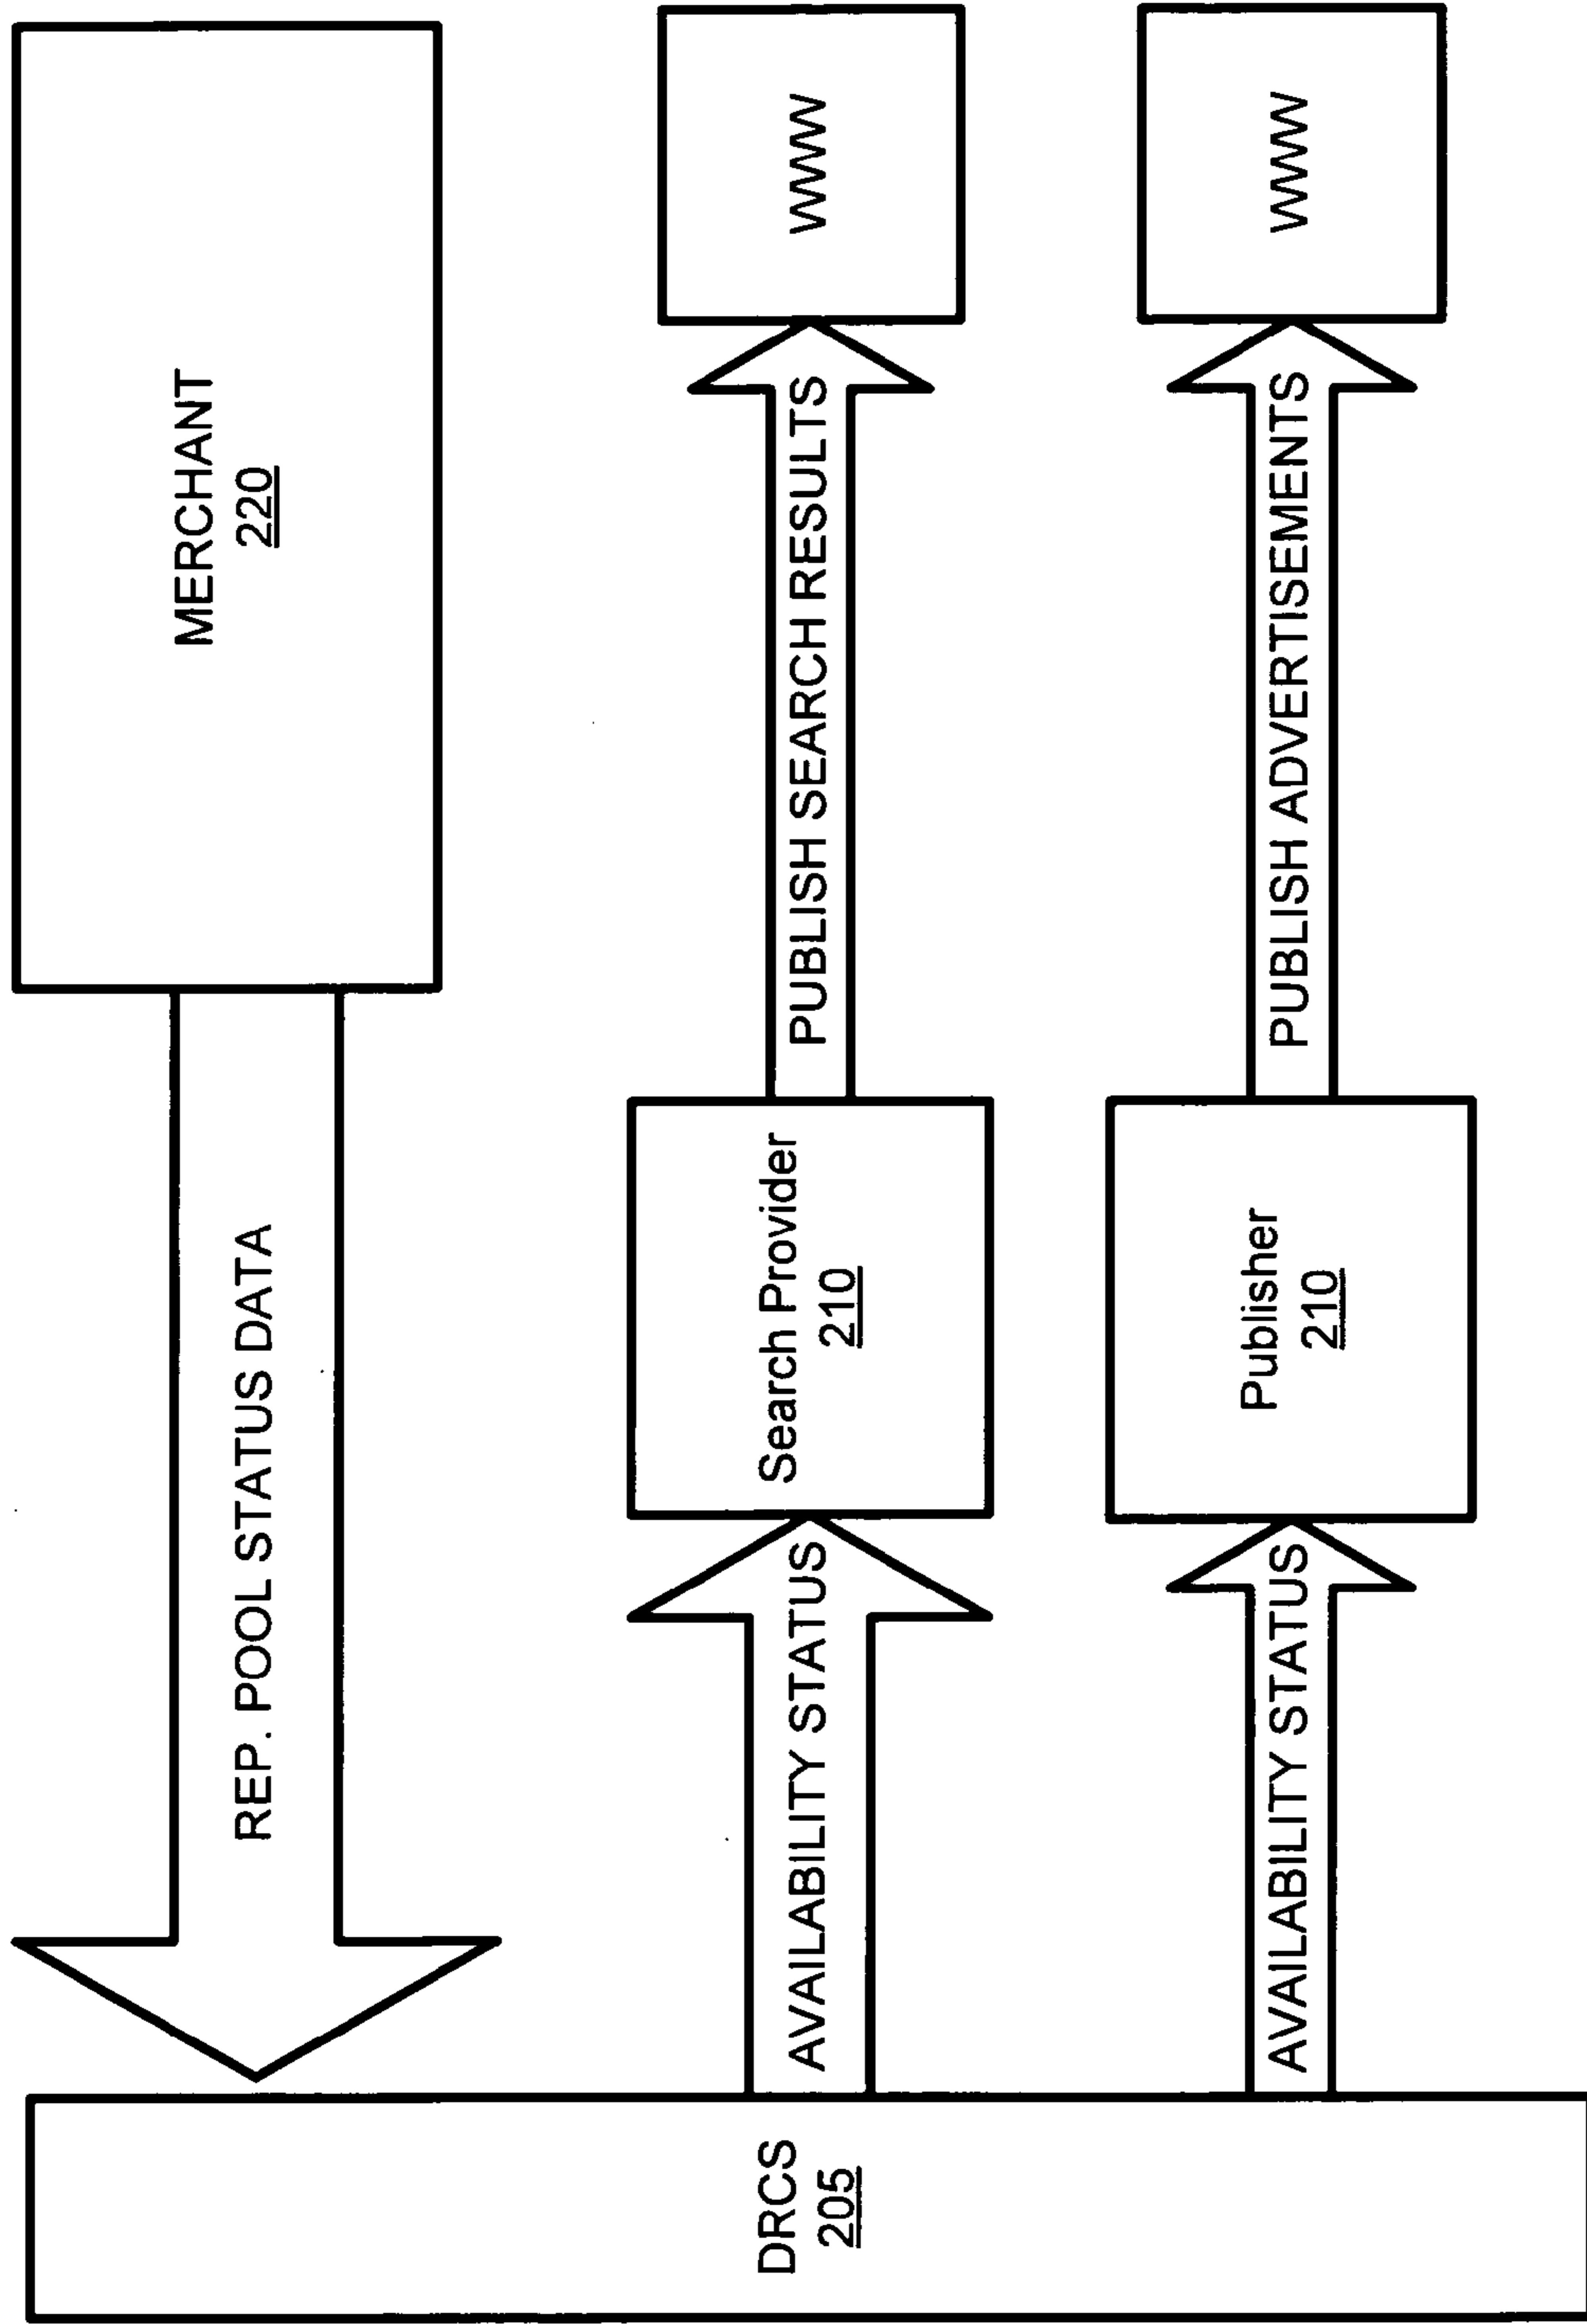 MERCHANT
220
REP. POOL STATUS DATA
DRCS
205
AVAILABILITY STATUS
Search Provider
210
PUBLISH SEARCH RESULTS
WWW
AVAILABILITY STATUS
Publisher
210
PUBLISH ADVERTISEMENTS
WWW